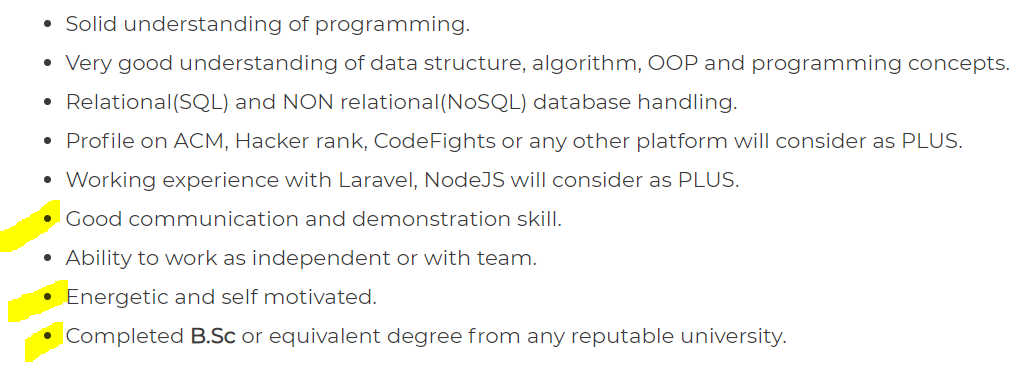 Solid understanding of programming.
Very good understanding of data structure, algorithm, OOP and programming concepts.
Relational(SQL) and NON relational(NoSQL) database handling.
Profile on ACM, Hacker rank, CodeFights or any other platform will consider as PLUS.
Working experience with Laravel, NodeJS will consider as PLUS.
Good communication and demonstration skill.
Ability to work as independent or with team.
Energetic and self motivated.
Completed B.Sc or equivalent degree from any reputable university.